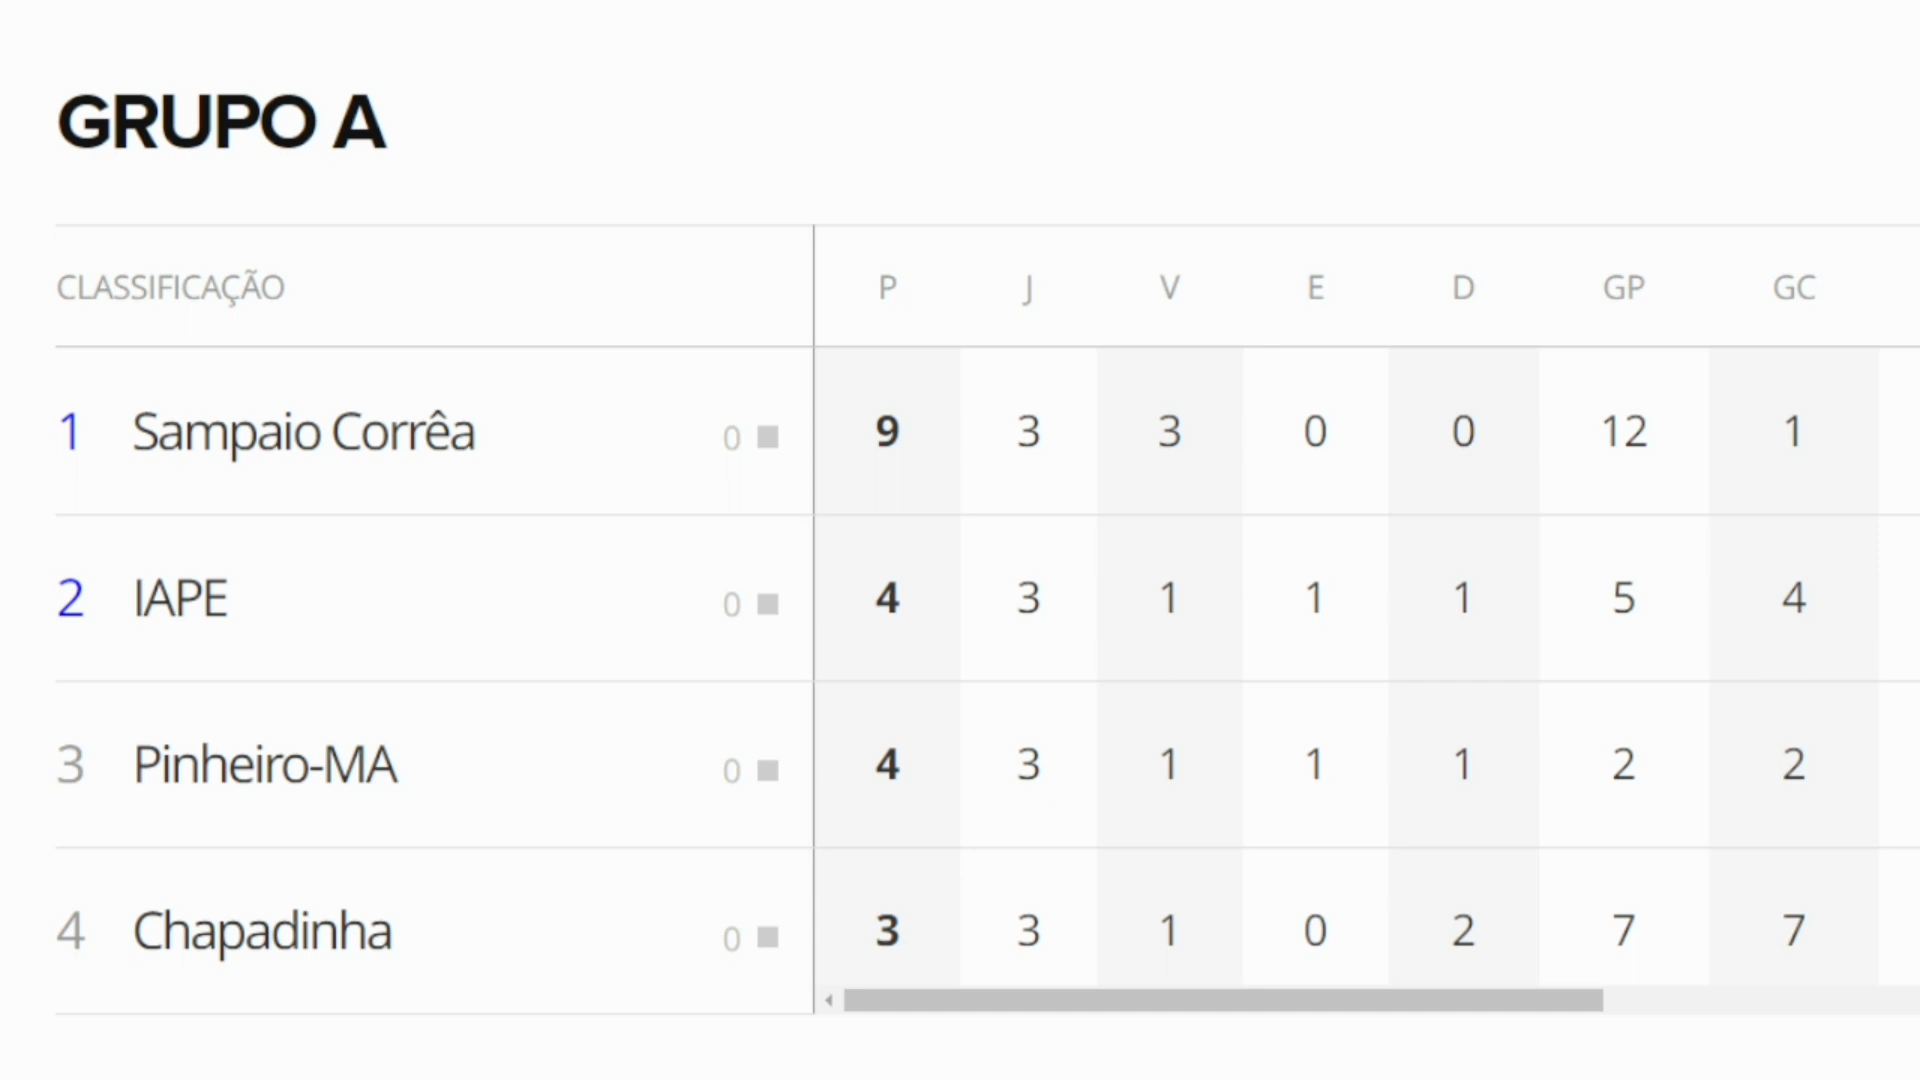 GRUPO A
CLASSIFICAÇÃO P J V E D GP GC
1 Sampaio Corrêa 0 9 3 3 0 0 12 1
2 IAPE 0 4 3 1 1 1 5 4
3 Pinheiro-MA 0 4 3 1 1 1 2 2
4 Chapadinha 0 3 3 1 0 2 7 7